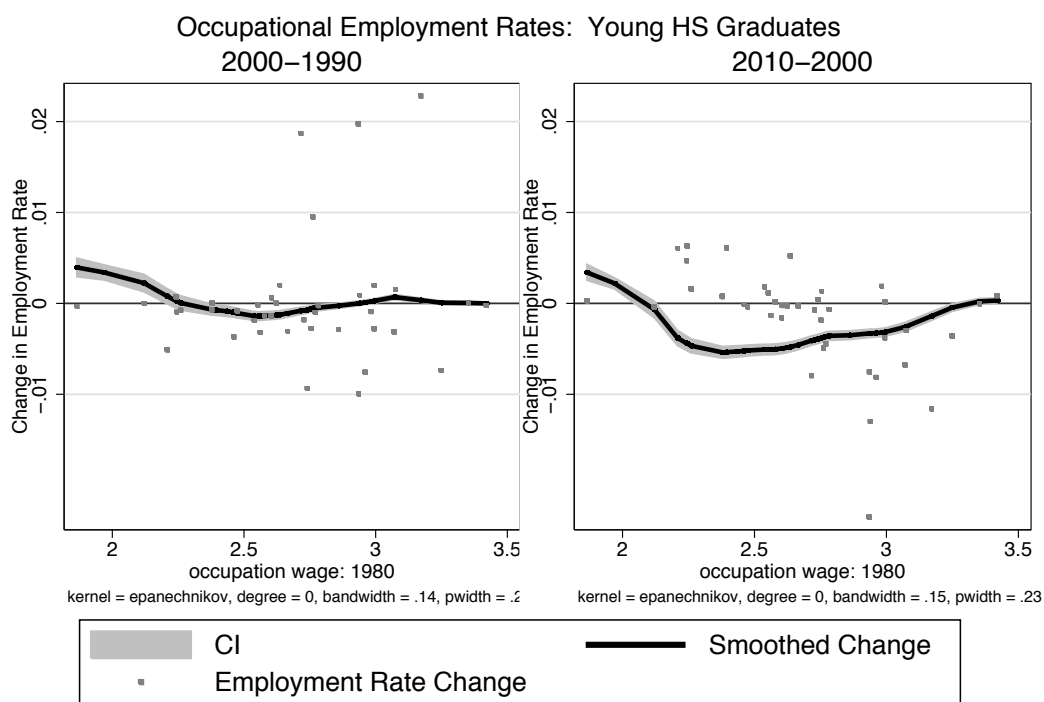 Occupational Employment Rates:  Young HS Graduates
2000−1990
Change in Employment Rate
−.01
0
.01
.02
2
2.5
3
3.5
occupation wage: 1980
kernel = epanechnikov, degree = 0, bandwidth = .14, pwidth = .2
2010−2000
Change in Employment Rate
−.01
0
.01
.02
2
2.5
3
3.5
occupation wage: 1980
kernel = epanechnikov, degree = 0, bandwidth = .15, pwidth = .23
CI
Smoothed Change
Employment Rate Change